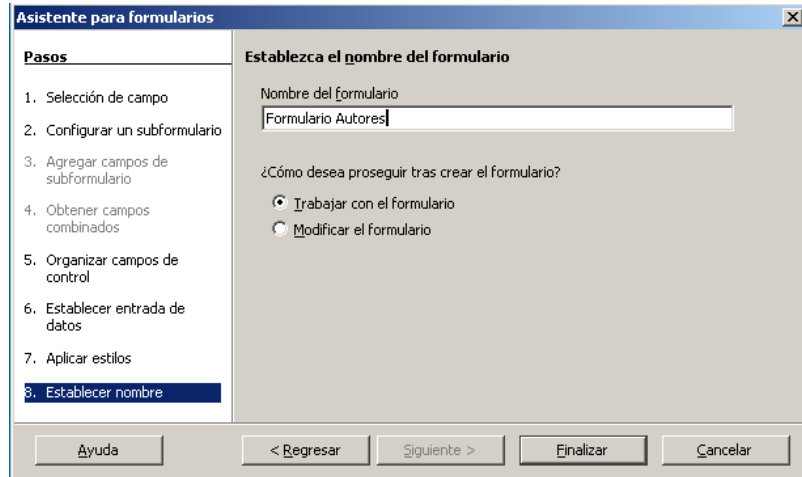 Asistente para formularios
Pasos
1. Selección de campo
2. Configurar un subformulario
3. Agregar campos de
subformulario
4. Obtener campos
combinados
5. Organizar campos de
control
6. Establecer entrada de
datos
7. Aplicar estilos
8. Establecer nombre
Establezca el nombre del formulario
Nombre del formulario
Formulario Autores
¿Cómo desea proseguir tras crear el formulario?
Trabajar con el formulario
Modificar el formulario
Ayuda
< Regresar
Siguiente >
Finalizar
Cancelar